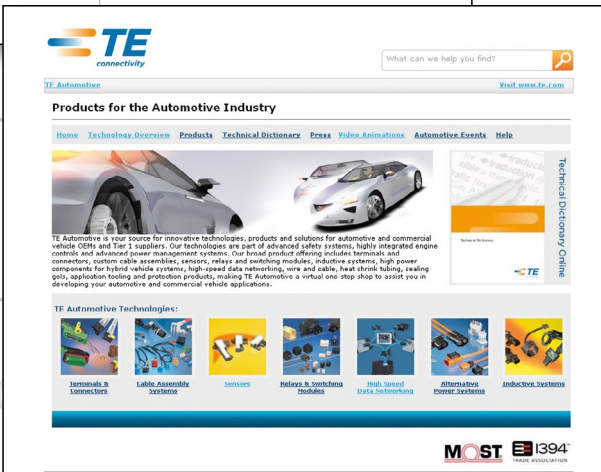 TE
connectivity
What can we help you find?
TE Automotive
Visit www.te.com
Products for the Automotive Industry
Home Technology Overview Products Technical Dictionary Press Video Animations Automotive Events Help
TE Automotive is your source for innovative technologies, products and solutions for automotive and commercial
vehicle OEMs and Tier 1 suppliers. Our technologies are part of advanced safety systems, highly integrated engine
controls and advanced power management systems. Our broad product offering includes terminals and
connectors, custom cable assemblies, sensors, relays and switching modules, inductive systems, high power
components for hybrid vehicle systems, high-speed data networking, wire and cable, heat shrink tubing, sealing
gels, application tooling and protection products, making TE Automotive a virtual one-stop shop to assist you in
developing your automotive and commercial vehicle applications.
Technical Dictionary Online
TE
TE Automotive Technologies:
Terminals &
Connectors
Cable Assembly
Systems
Sensors
Relays & Switching
Modules
High Speed
Data Networking
Alternative
Power Systems
Inductive Systems
MOST
1394
TRADE ASSOCIATION